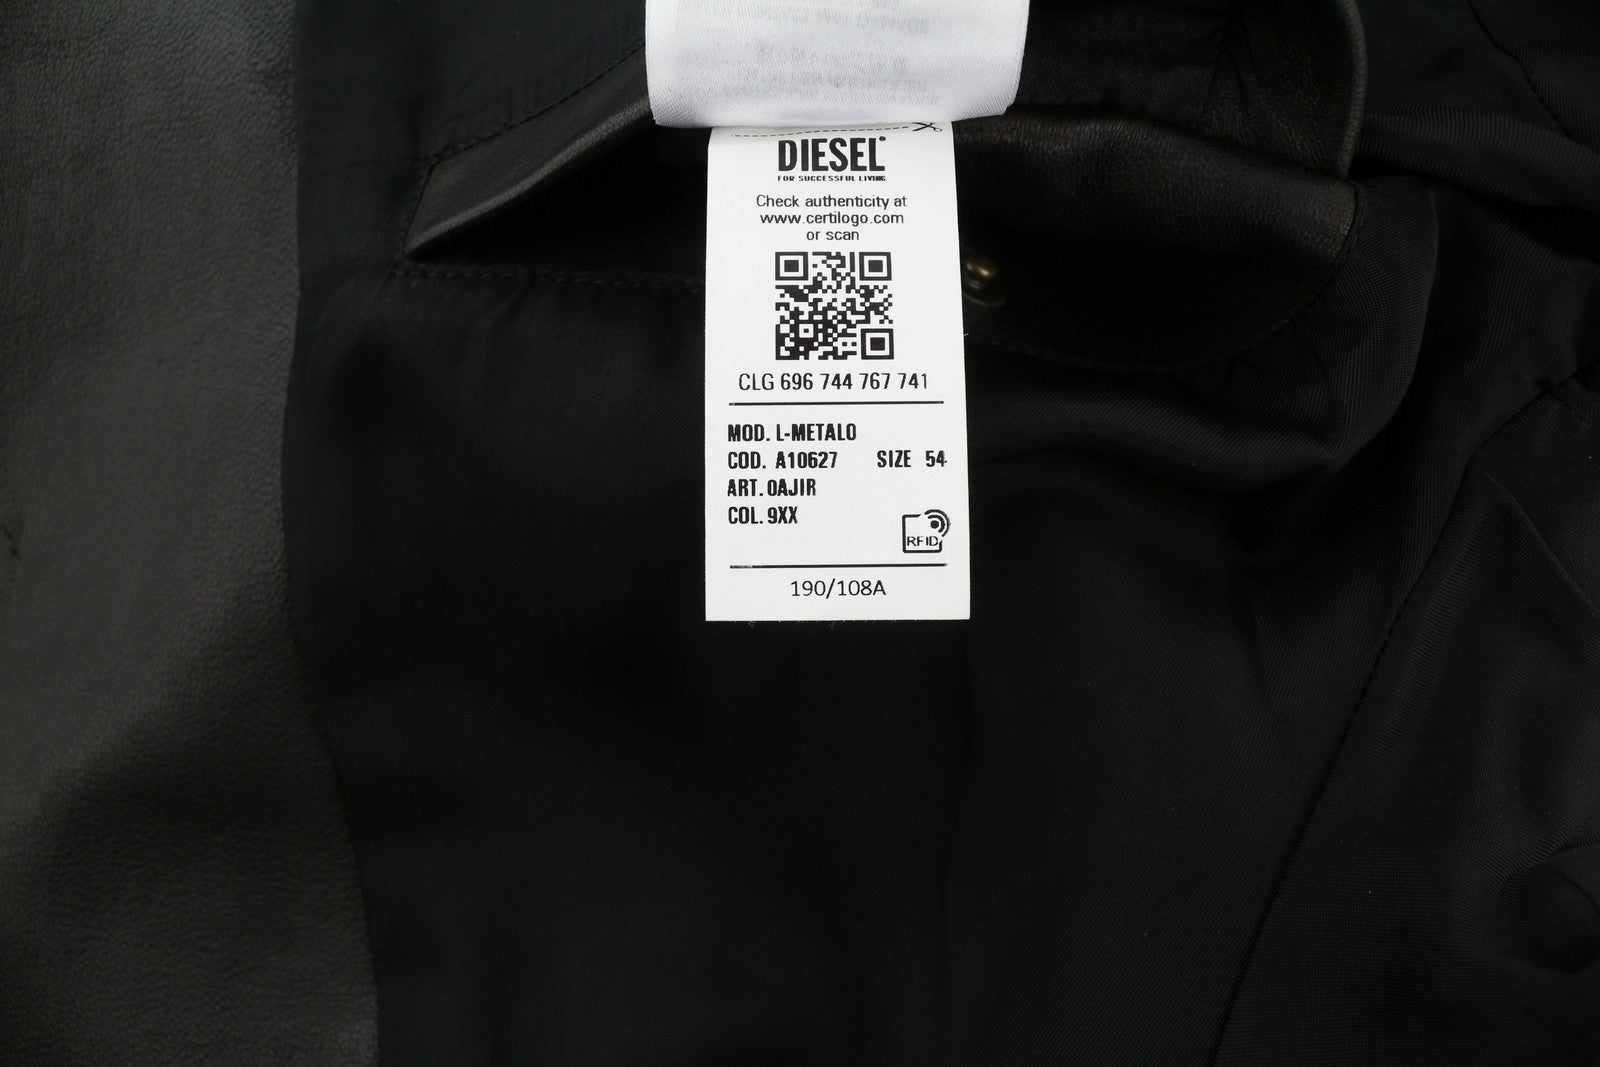 DIESEL
FOR SUCCESSFUL LIVING
Check authenticity at
www.certilogo.com
or scan
CLG 696 744 767 741
MOD. L-METALO
COD. A10627 SIZE 54
ART. 0AJIR
COL. 9XX
RFID
190/108A